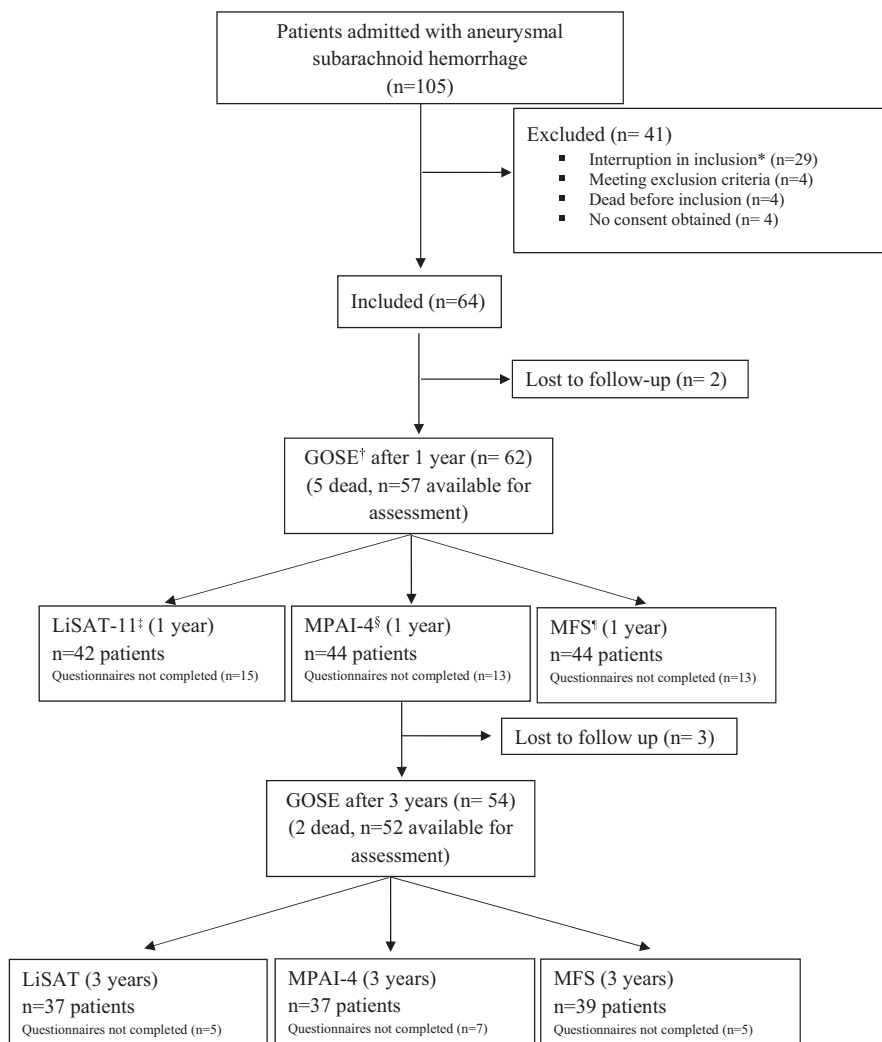 Patients admitted with aneurysmal
subarachnoid hemorrhage
(n=105)
Excluded (n= 41)
▪ Interruption in inclusion* (n=29)
▪ Meeting exclusion criteria (n=4)
▪ Dead before inclusion (n=4)
▪ No consent obtained (n= 4)
Included (n=64)
Lost to follow-up (n= 2)
GOSE† after 1 year (n= 62)
(5 dead, n=57 available for
assessment)
LiSAT-11‡ (1 year)
n=42 patients
Questionnaires not completed (n=15)
MPAI-4§ (1 year)
n=44 patients
Questionnaires not completed (n=13)
MFS¶ (1 year)
n=44 patients
Questionnaires not completed (n=13)
Lost to follow up (n= 3)
GOSE after 3 years (n= 54)
(2 dead, n=52 available for
assessment)
LiSAT (3 years)
n=37 patients
Questionnaires not completed (n=5)
MPAI-4 (3 years)
n=37 patients
Questionnaires not completed (n=7)
MFS (3 years)
n=39 patients
Questionnaires not completed (n=5)